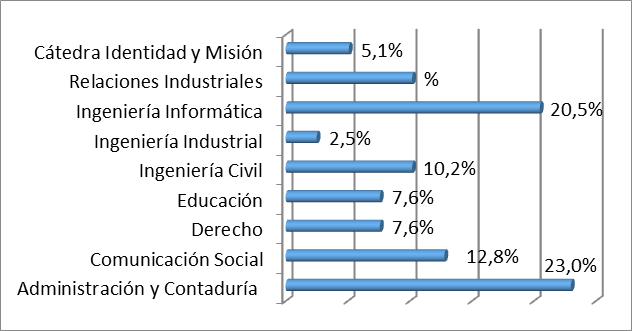 Cátedra Identidad y Misión 5,1%
Relaciones Industriales %
Ingeniería Informática 20,5%
Ingeniería Industrial 2,5%
Ingeniería Civil 10,2%
Educación 7,6%
Derecho 7,6%
Comunicación Social 12,8%
Administración y Contaduría 23,0%